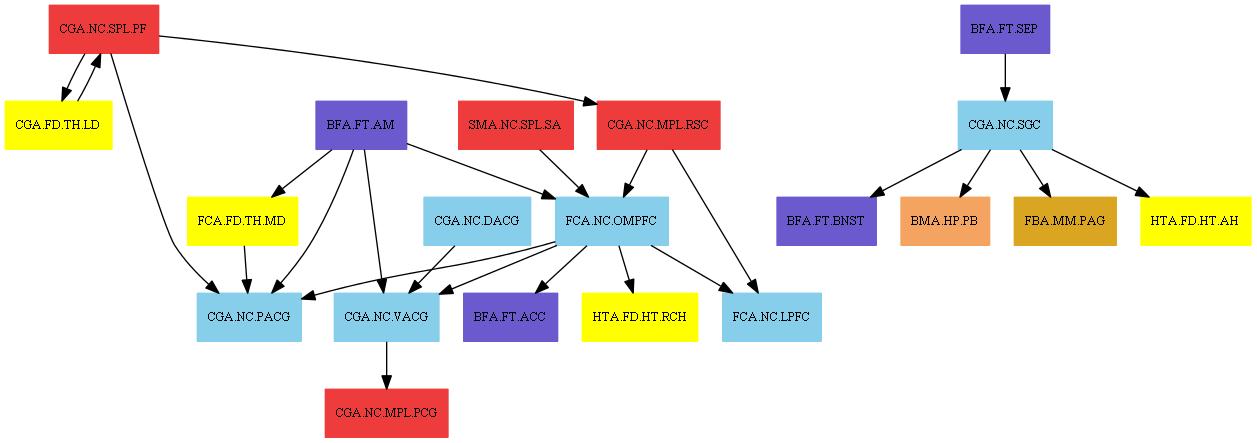 CGA.NC.SPL.PF
BFA.FT.SEP
CGA.FD.TH.LD
BFA.FT.AM
SMA.NC.SPL.SA
CGA.NC.MPL.RSC
CGA.NC.SGC
FCA.FD.TH.MD
CGA.NC.DACG
FCA.NC.OMPFC
BFA.FT.BNST
BMA.HP.PB
FBA.MM.PAG
HTA.FD.HT.AH
CGA.NC.PACG
CGA.NC.VACG
BFA.FT.ACC
HTA.FD.HT.RCH
FCA.NC.LPFC
CGA.NC.MPL.PCG